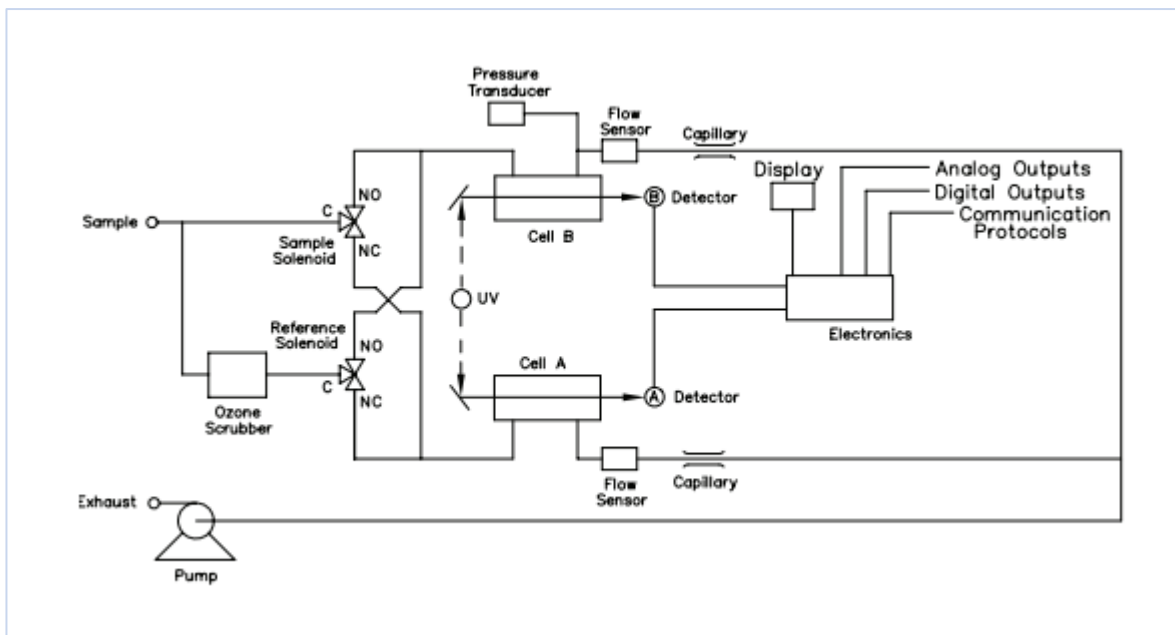 Pressure
Transducer
Flow
Sensor
Capillary
Display
Analog Outputs
Digital Outputs
Communication
Protocols
NO
C
Sample
Sample
Solenoid
NC
B
Detector
Cell B
UV
Electronics
Reference
Solenoid
NO
C
NC
Ozone
Scrubber
Cell A
A
Detector
Flow
Sensor
Capillary
Exhaust
Pump